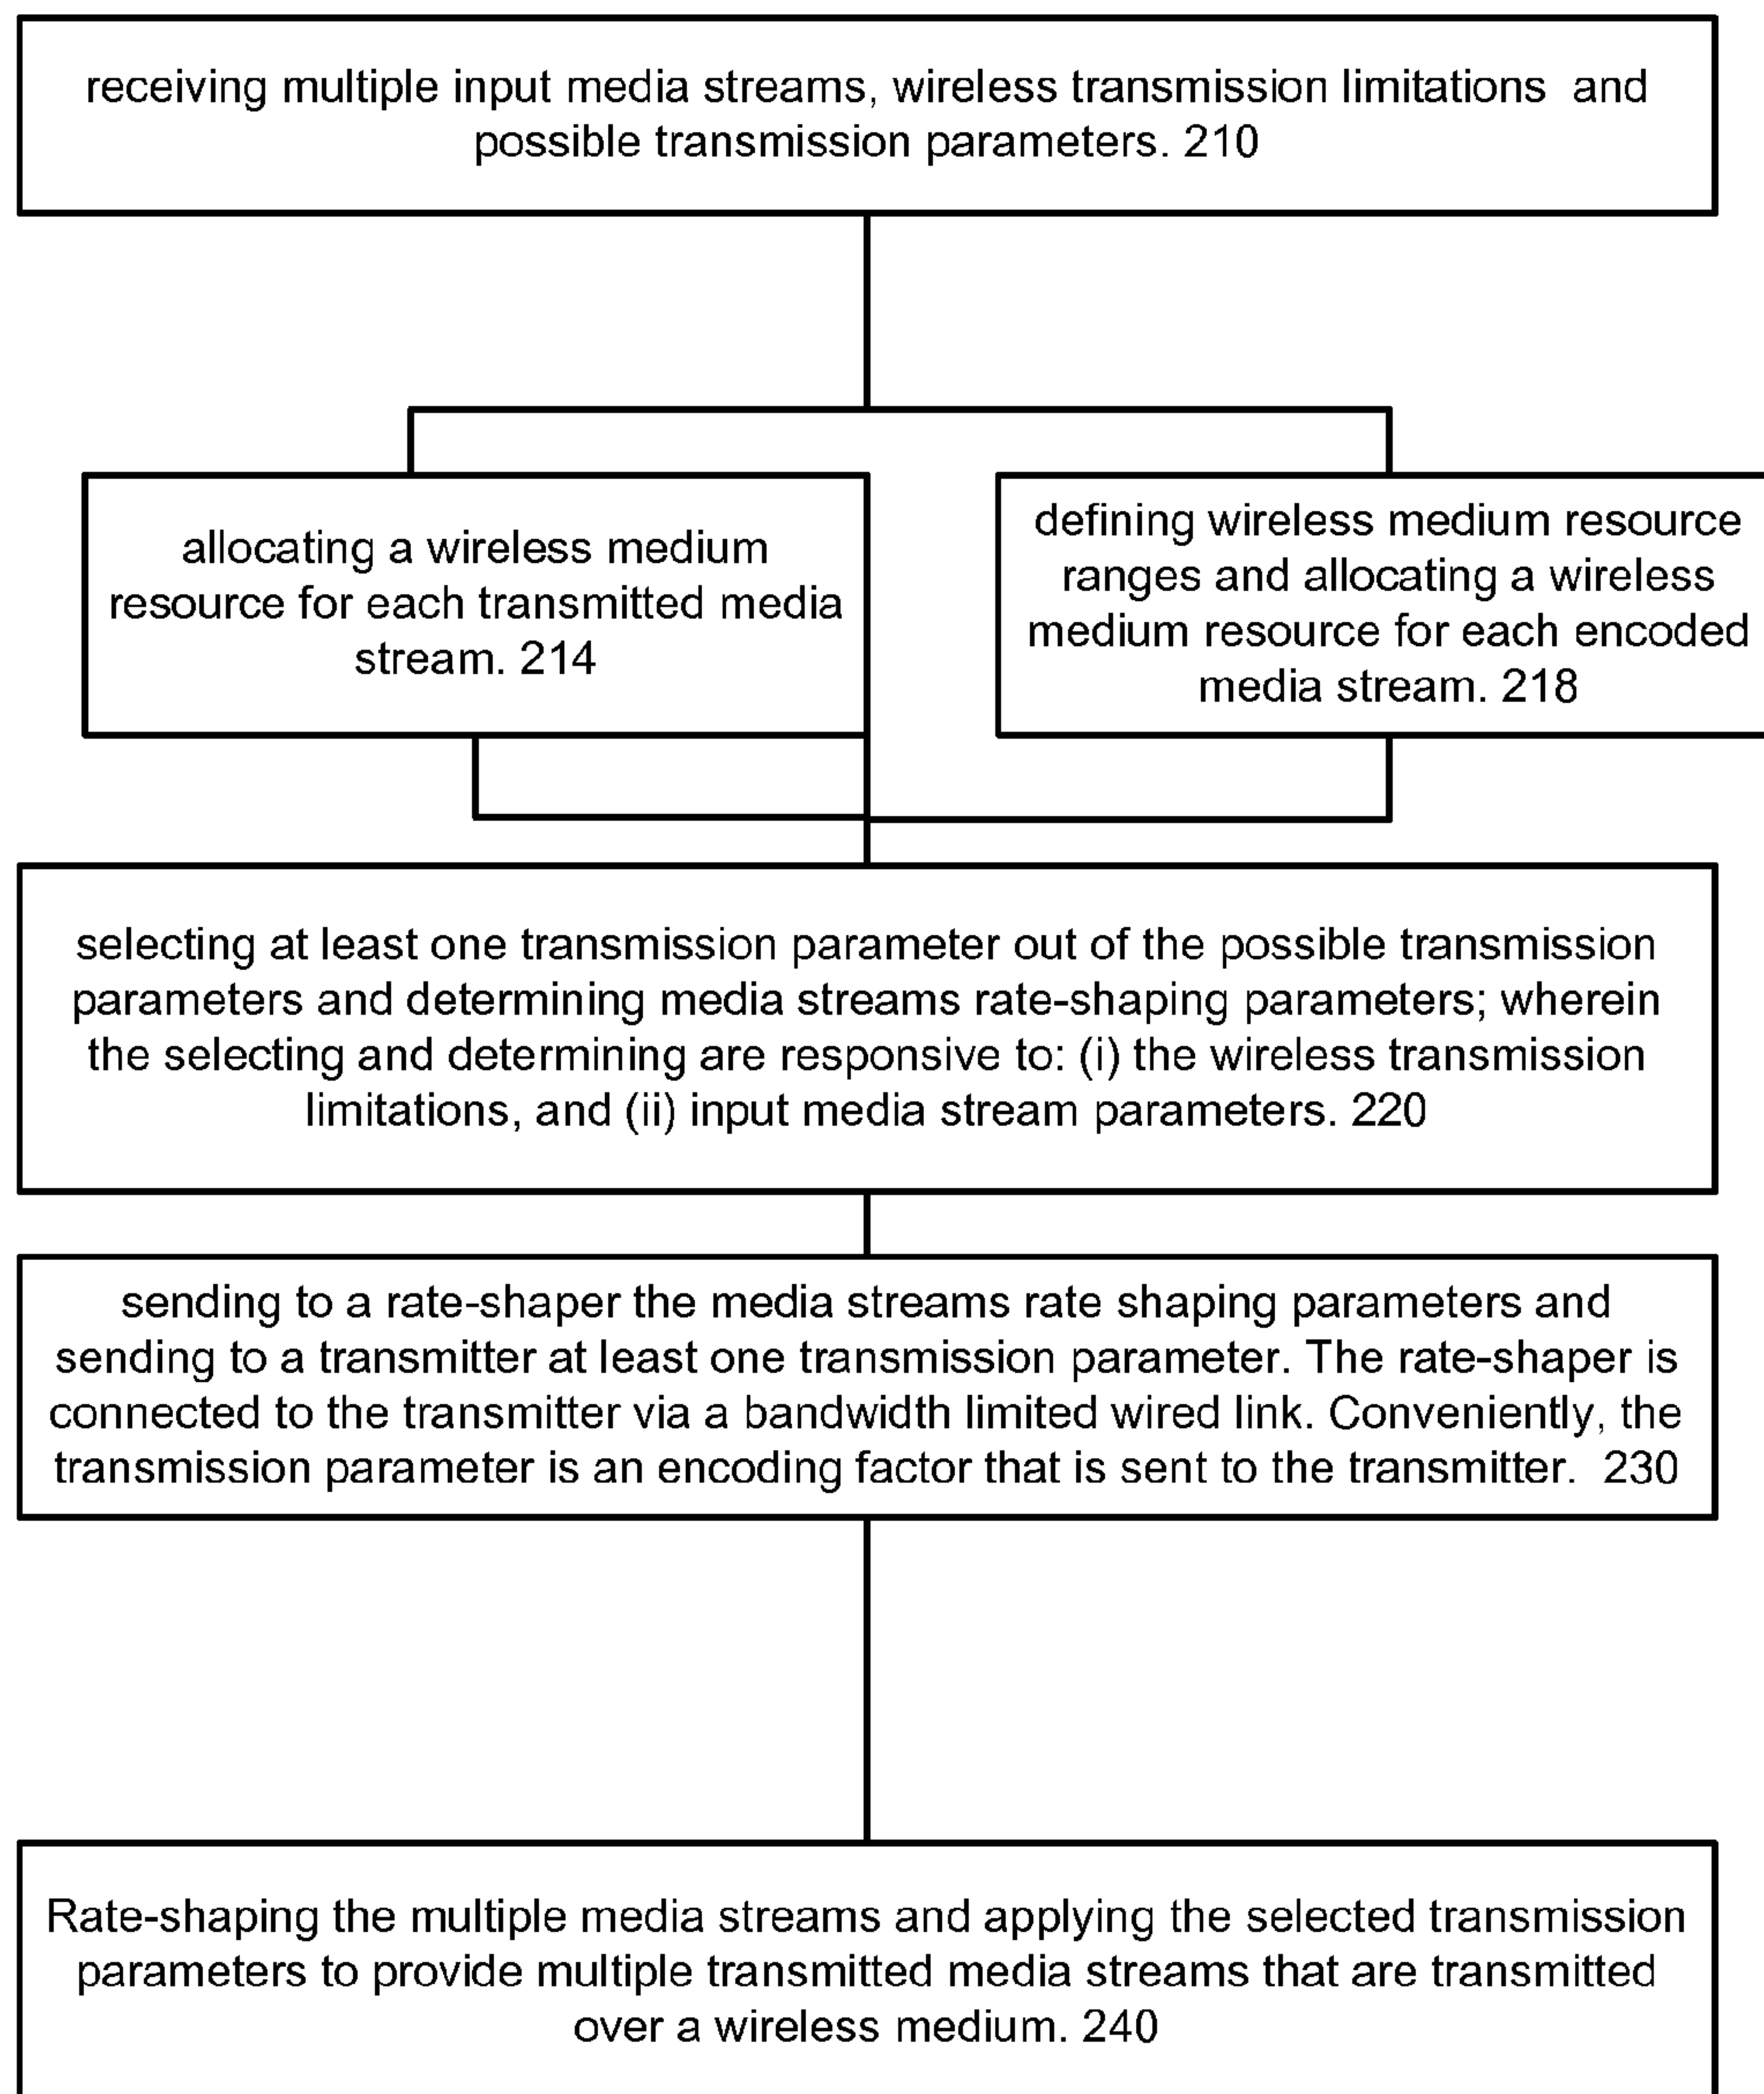 receiving multiple input media streams, wireless transmission limitations  and
possible transmission parameters. 210
allocating a wireless medium
resource for each transmitted media
stream. 214
defining wireless medium resource
ranges and allocating a wireless
medium resource for each encoded
media stream. 218
selecting at least one transmission parameter out of the possible transmission
parameters and determining media streams rate-shaping parameters; wherein
the selecting and determining are responsive to: (i) the wireless transmission
limitations, and (ii) input media stream parameters. 220
sending to a rate-shaper the media streams rate shaping parameters and
sending to a transmitter at least one transmission parameter. The rate-shaper is
connected to the transmitter via a bandwidth limited wired link. Conveniently, the
transmission parameter is an encoding factor that is sent to the transmitter.  230
Rate-shaping the multiple media streams and applying the selected transmission
parameters to provide multiple transmitted media streams that are transmitted
over a wireless medium. 240